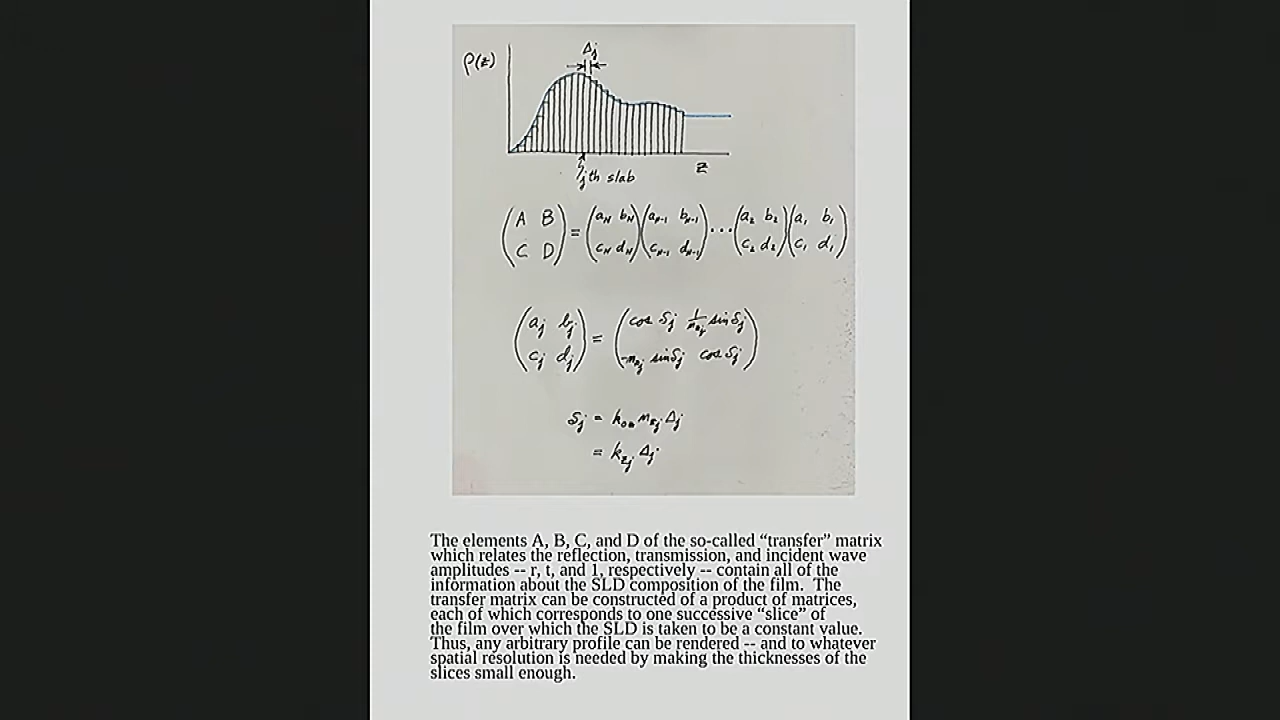 ρ(z)
Δj
z
jth slab
(A B) = (aN bN)(aN-1 bN-1) ... (a2 b2)(a1 b1)
(C D) (cN dN)(cN-1 dN-1) (c2 d2)(c1 d1)
(aj bj) = (cos δj 1/nzj sin δj)
(cj dj) (-nzj sin δj cos δj)
δj = koz nzj Δj
= kzj Δj
The elements A, B, C, and D of the so-called “transfer” matrix
which relates the reflection, transmission, and incident wave
amplitudes -- r, t, and 1, respectively -- contain all of the
information about the SLD composition of the film. The
transfer matrix can be constructed of a product of matrices,
each of which corresponds to one successive “slice” of
the film over which the SLD is taken to be a constant value.
Thus, any arbitrary profile can be rendered -- and to whatever
spatial resolution is needed by making the thicknesses of the
slices small enough.